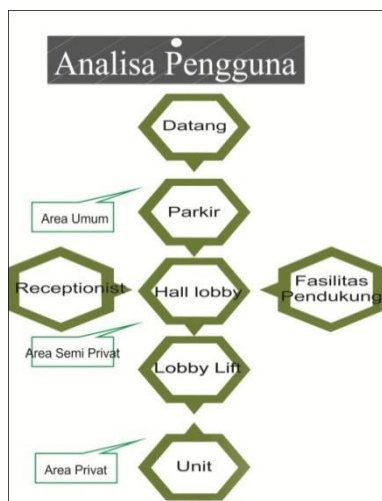 Analisa Pengguna
Datang
Parkir
Area Umum
Receptionist
Hall lobby
Fasilitas
Pendukung
Area Semi Privat
Lobby Lift
Area Privat
Unit